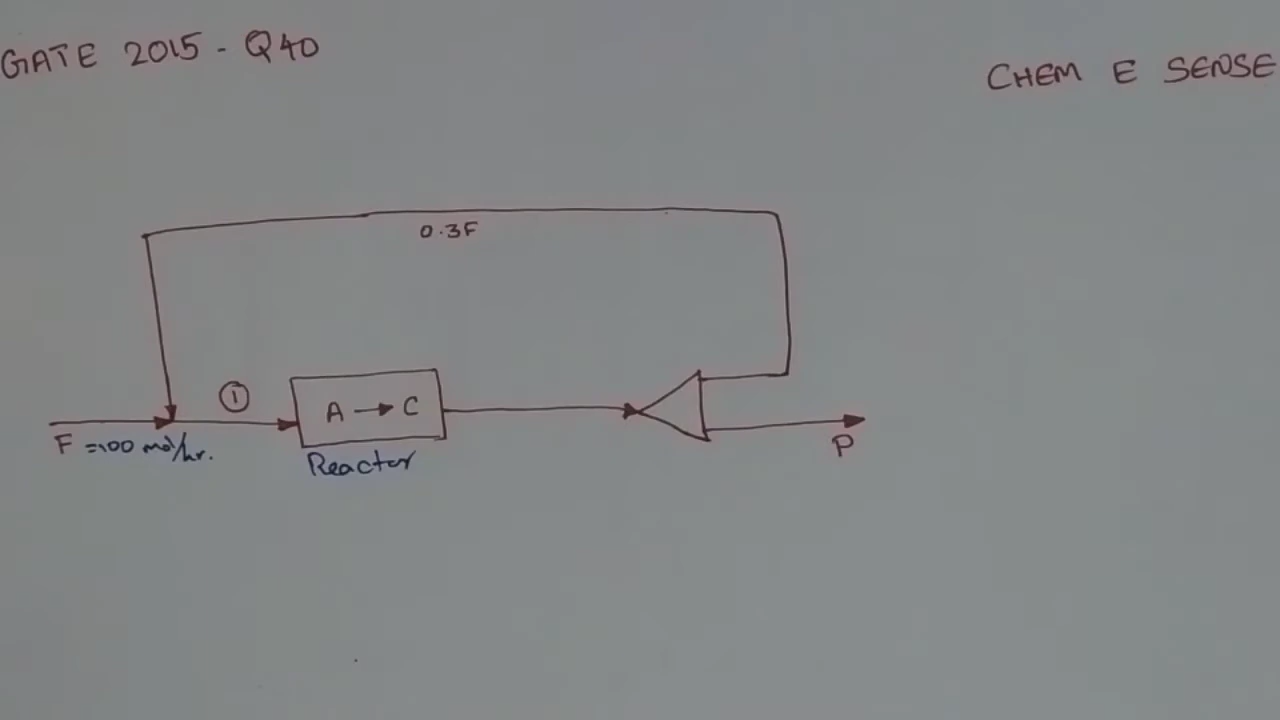 GATE 2015 - Q40
CHEM E SENSE
0.3F
①
A → C
F = 100 mol/hr.
Reactor
P